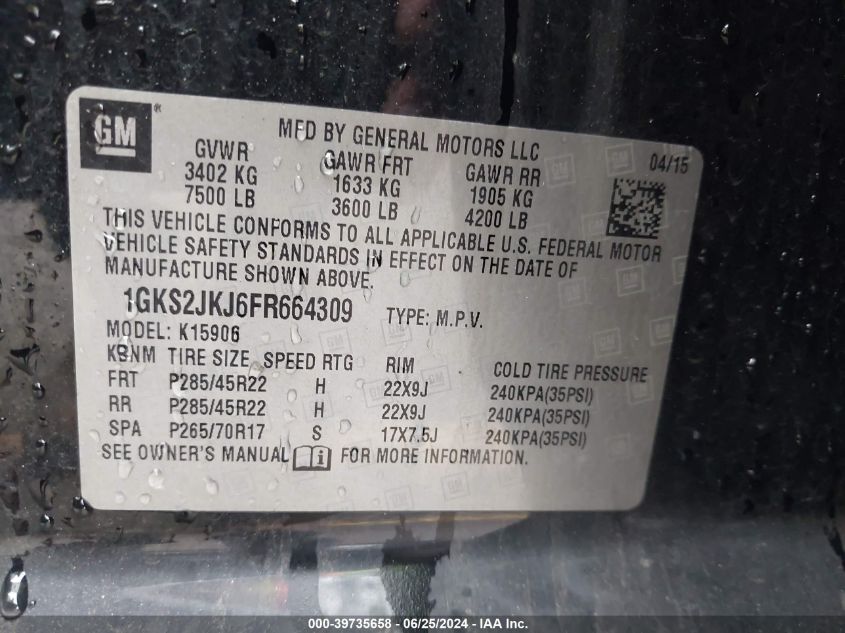 GM®
MFD BY GENERAL MOTORS LLC
04/15
GVWR GAWR FRT GAWR RR
3402 KG 1633 KG 1905 KG
7500 LB 3600 LB 4200 LB
THIS VEHICLE CONFORMS TO ALL APPLICABLE U.S. FEDERAL MOTOR
VEHICLE SAFETY STANDARDS IN EFFECT ON THE DATE OF
MANUFACTURE SHOWN ABOVE.
1GKS2JKJ6FR664309 TYPE: M.P.V.
MODEL: K15906
KBNM TIRE SIZE SPEED RTG RIM COLD TIRE PRESSURE
FRT P285/45R22 H 22X9J 240KPA(35PSI)
RR P285/45R22 H 22X9J 240KPA(35PSI)
SPA P265/70R17 S 17X7.5J 240KPA(35PSI)
SEE OWNER'S MANUAL i FOR MORE INFORMATION.
000-39735658 - 06/25/2024 - IAA Inc.